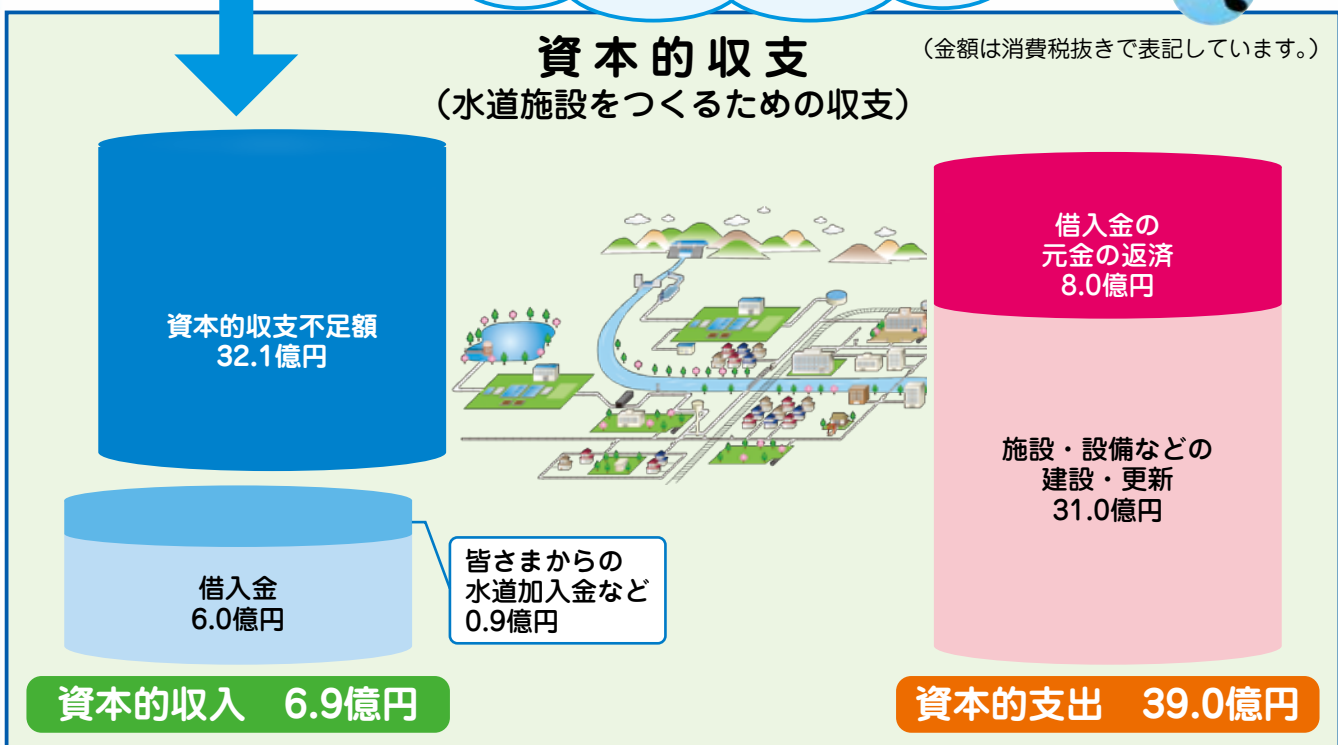 資本的収支
（水道施設をつくるための収支）
（金額は消費税抜きで表記しています。）
資本的収支不足額
32.1億円
借入金
6.0億円
皆さまからの
水道加入金など
0.9億円
資本的収入　6.9億円
借入金の
元金の返済
8.0億円
施設・設備などの
建設・更新
31.0億円
資本的支出　39.0億円